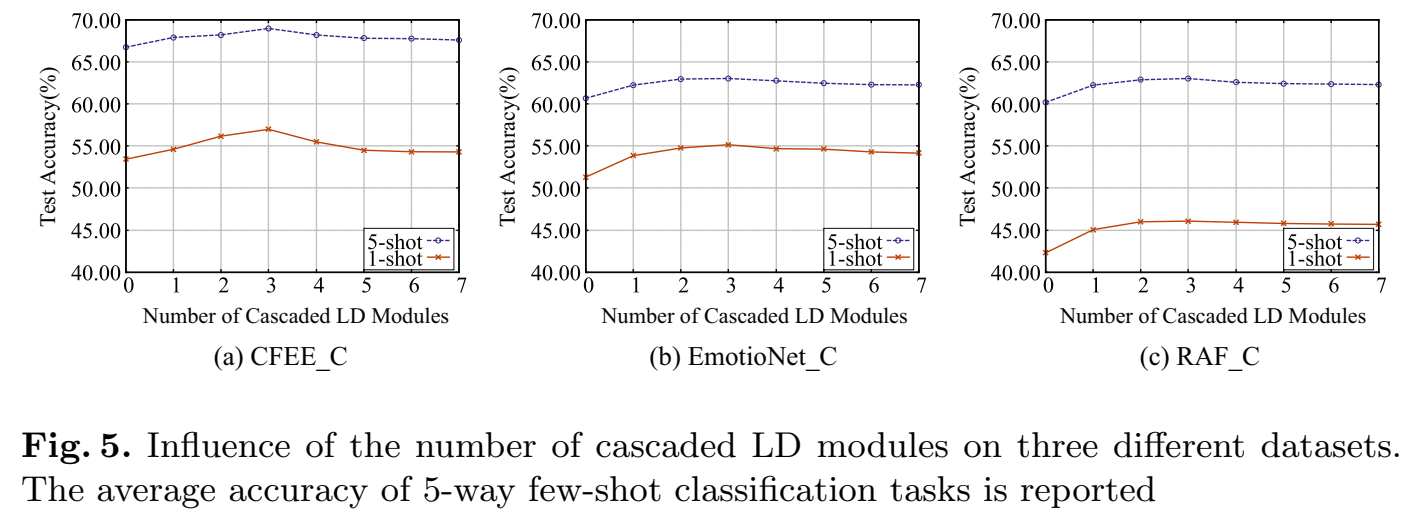 70.00
65.00
60.00
55.00
50.00
45.00
40.00
Test Accuracy(%)
5-shot
1-shot
0 1 2 3 4 5 6 7
Number of Cascaded LD Modules
(a) CFEE_C
70.00
65.00
60.00
55.00
50.00
45.00
40.00
Test Accuracy(%)
5-shot
1-shot
0 1 2 3 4 5 6 7
Number of Cascaded LD Modules
(b) EmotioNet_C
70.00
65.00
60.00
55.00
50.00
45.00
40.00
Test Accuracy(%)
5-shot
1-shot
0 1 2 3 4 5 6 7
Number of Cascaded LD Modules
(c) RAF_C
Fig. 5. Influence of the number of cascaded LD modules on three different datasets.
The average accuracy of 5-way few-shot classification tasks is reported